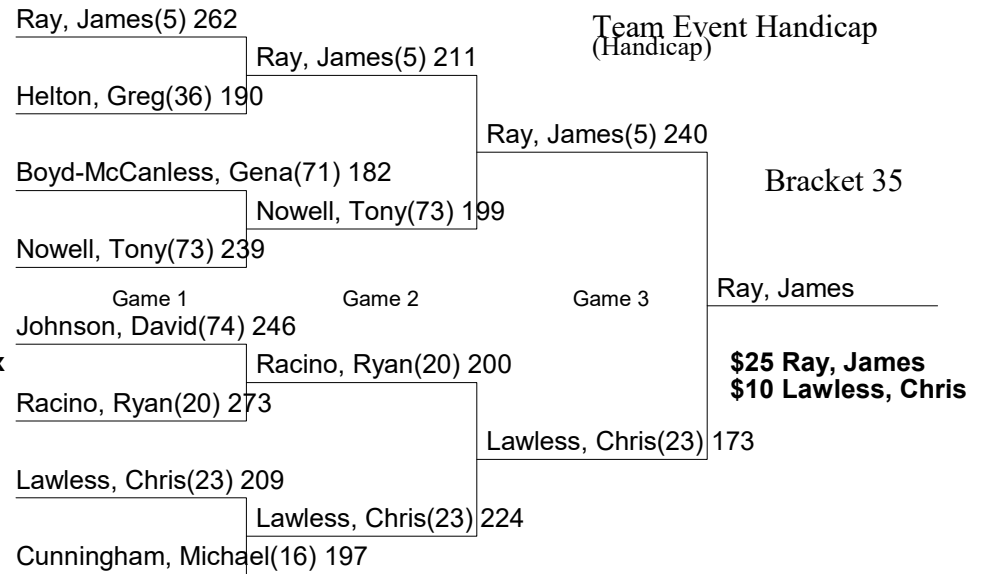 Ray, James(5) 262
Team Event Handicap
(Handicap)
Ray, James(5) 211
Helton, Greg(36) 190
Ray, James(5) 240
Boyd-McCanless, Gena(71) 182
Bracket 35
Nowell, Tony(73) 199
Nowell, Tony(73) 239
Game 1 Game 2 Game 3
Ray, James
Johnson, David(74) 246
Racino, Ryan(20) 200
$25 Ray, James
$10 Lawless, Chris
Racino, Ryan(20) 273
Lawless, Chris(23) 173
Lawless, Chris(23) 209
Lawless, Chris(23) 224
Cunningham, Michael(16) 197